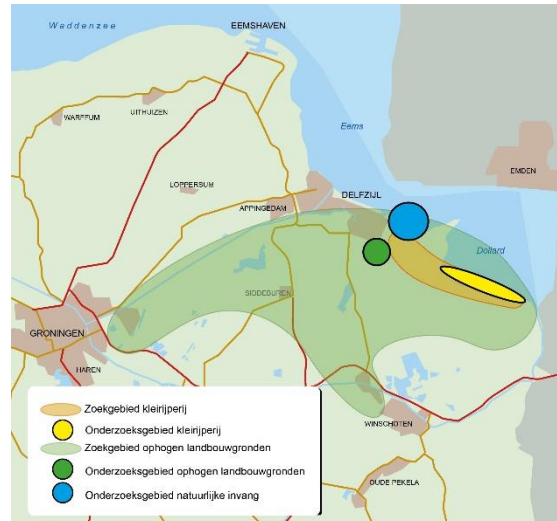 Waddenzee
EEMSHAVEN
UITHUIZEN
WARFFUM
Eems
EMDEN
LOPPERSUM
DELFZIJL
APPINGEDAM
Dollard
SIDDEBUREN
GRONINGEN
HAREN
Zoekgebied kleirijperij
Onderzoeksgebied kleirijperij
Zoekgebied ophogen landbouwgronden
Onderzoeksgebied ophogen landbouwgronden
Onderzoeksgebied natuurlijke invang
WINSCHOTEN
OUDE PEKELA